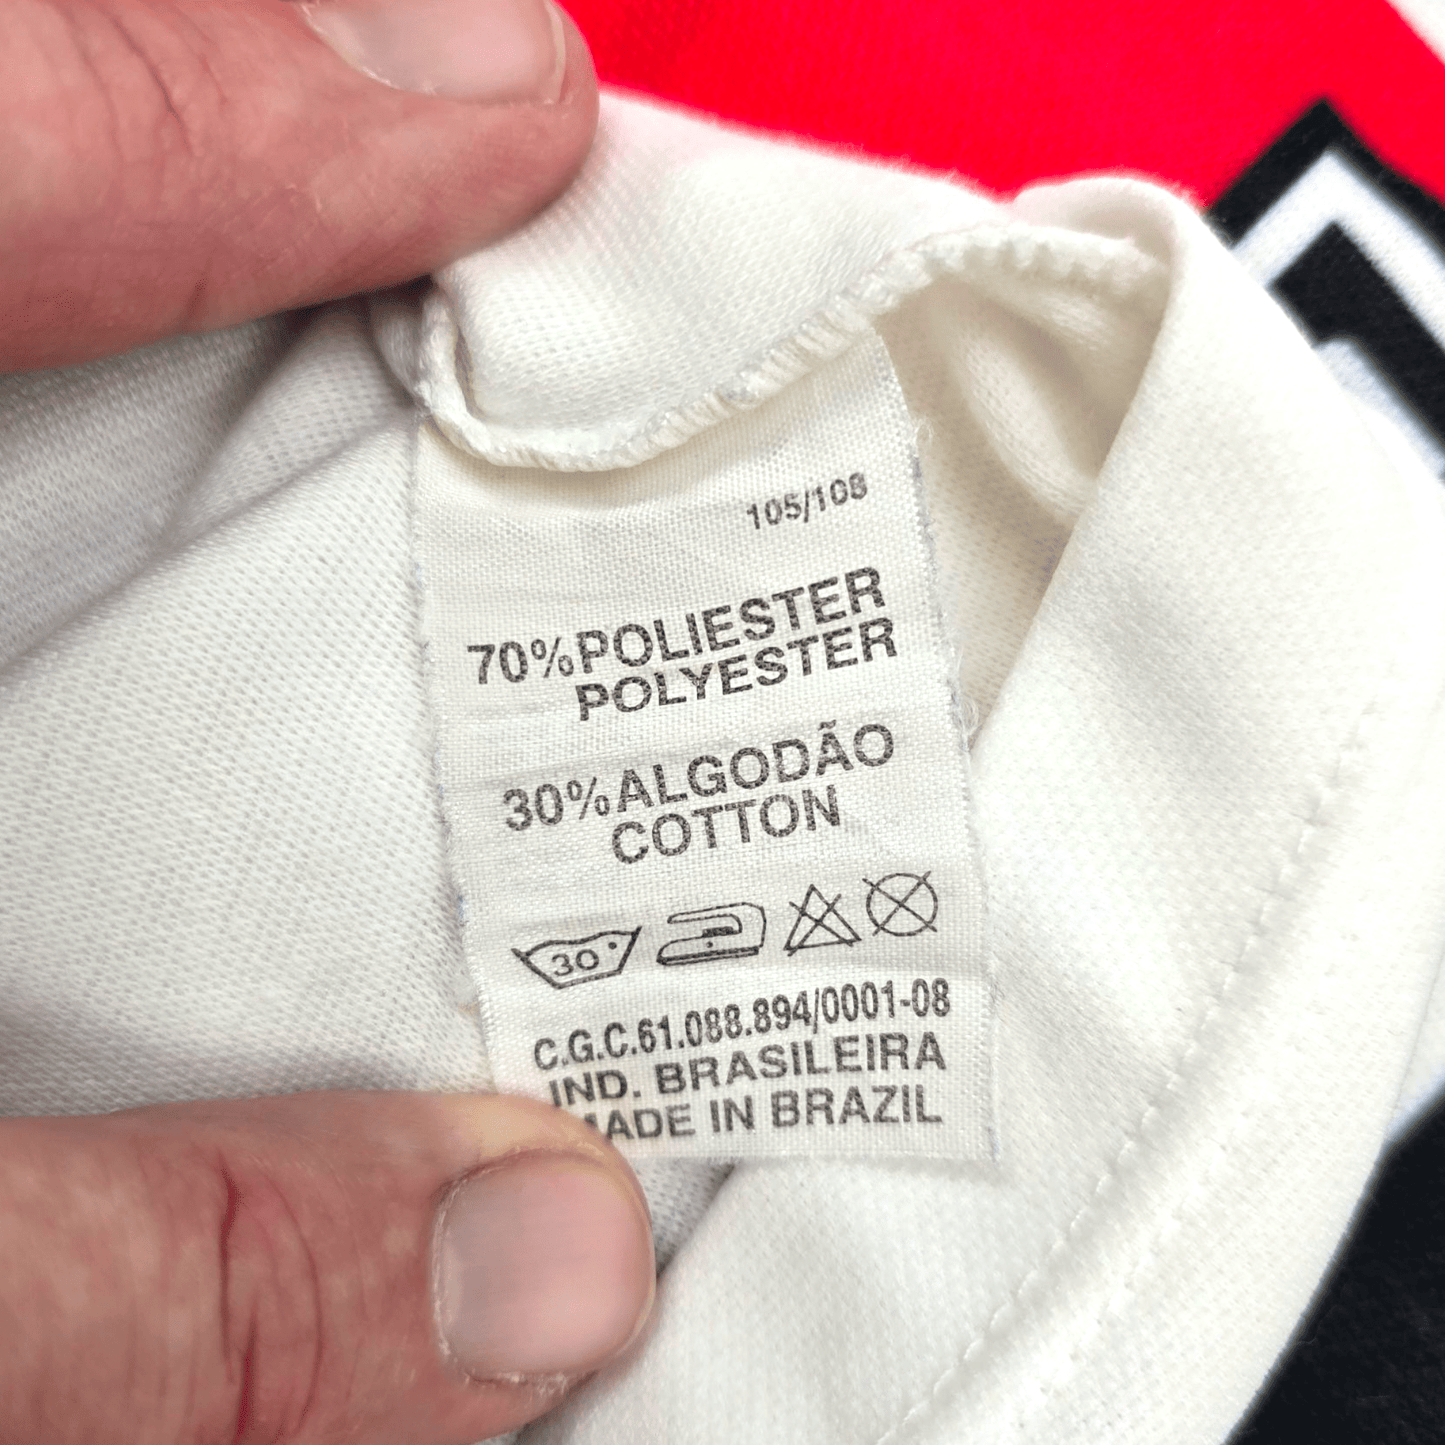 105/108
70%POLIESTER
POLYESTER
30%ALGODÃO
COTTON
30°
C.G.C.61.088.894/0001-08
IND. BRASILEIRA
MADE IN BRAZIL